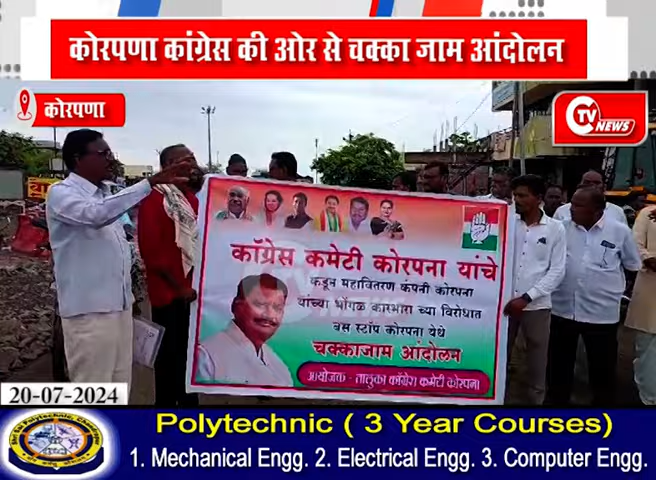 कोरपणा कांग्रेस की ओर से चक्का जाम आंदोलन
कोरपणा
CTV
NEWS
काँग्रेस कमेटी कोरपना यांचे
कडून महावितरण कंपनी कोरपना
यांच्या भोंगळ कारभारा च्या विरोधात
बस स्टॉप कोरपना येथे
चक्काजाम आंदोलन
आयोजक - तालुका काँग्रेस कमेटी कोरपना
20-07-2024
Polytechnic ( 3 Year Courses)
1. Mechanical Engg. 2. Electrical Engg. 3. Computer Engg.